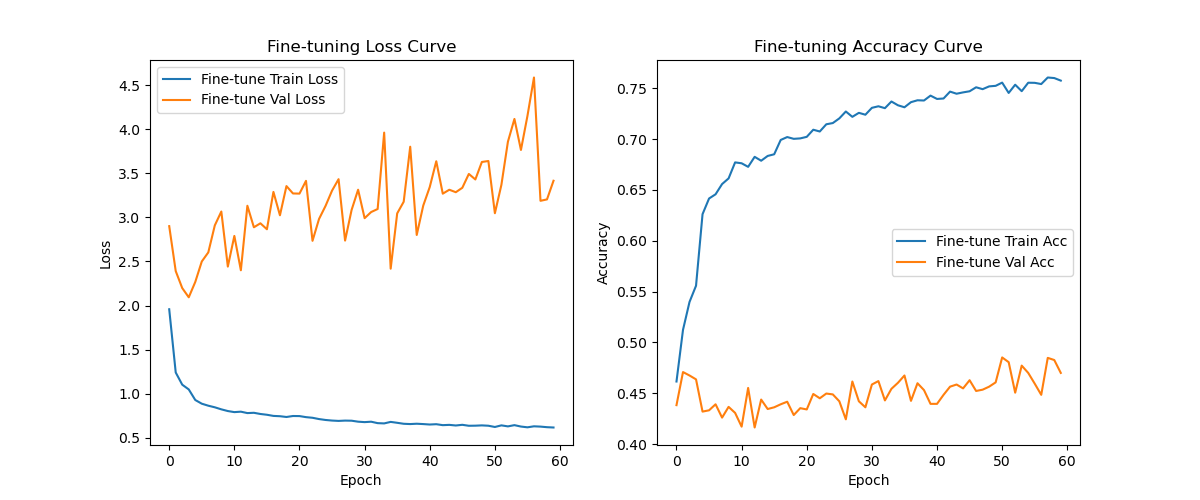 Fine-tuning Loss Curve
Fine-tune Train Loss
Fine-tune Val Loss
4.5
4.0
3.5
3.0
2.5
2.0
1.5
1.0
0.5
Loss
0 10 20 30 40 50 60
Epoch
Fine-tuning Accuracy Curve
Fine-tune Train Acc
Fine-tune Val Acc
0.75
0.70
0.65
0.60
0.55
0.50
0.45
0.40
Accuracy
0 10 20 30 40 50 60
Epoch